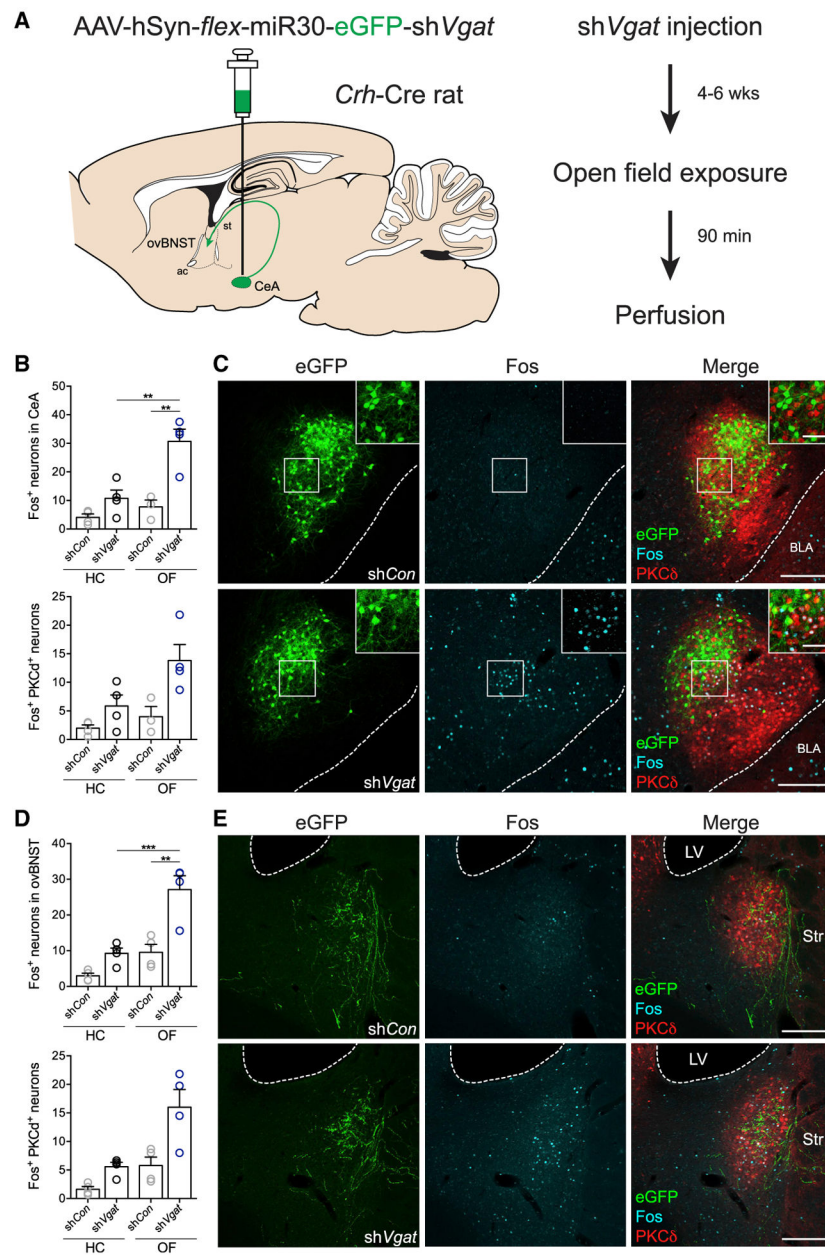 A
AAV-hSyn-flex-miR30-eGFP-shVgat
Crh-Cre rat
ovBNST
st
ac
CeA
shVgat injection
4-6 wks
Open field exposure
90 min
Perfusion
B
Fos+ neurons in CeA
50
40
30
20
10
0
**
**
shCon
shVgat
shCon
shVgat
HC
OF
Fos+ PKCd+ neurons
25
20
15
10
5
0
shCon
shVgat
shCon
shVgat
HC
OF
C
eGFP
Fos
Merge
shCon
eGFP
Fos
PKCδ
BLA
shVgat
eGFP
Fos
PKCδ
BLA
D
Fos+ neurons in ovBNST
40
30
20
10
0
***
**
shCon
shVgat
shCon
shVgat
HC
OF
Fos+ PKCd+ neurons
25
20
15
10
5
0
shCon
shVgat
shCon
shVgat
HC
OF
E
eGFP
Fos
Merge
shCon
LV
Str
eGFP
Fos
PKCδ
shVgat
LV
Str
eGFP
Fos
PKCδ